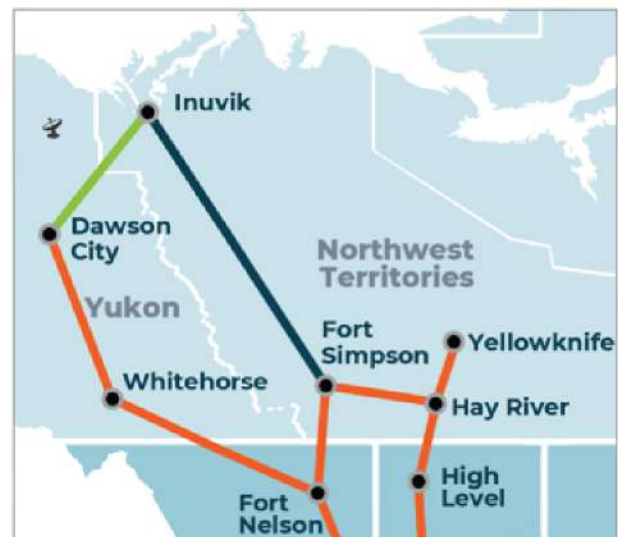 Inuvik
Dawson
City
Northwest
Territories
Yukon
Fort
Simpson
Yellowknife
Whitehorse
Hay River
High
Level
Fort
Nelson